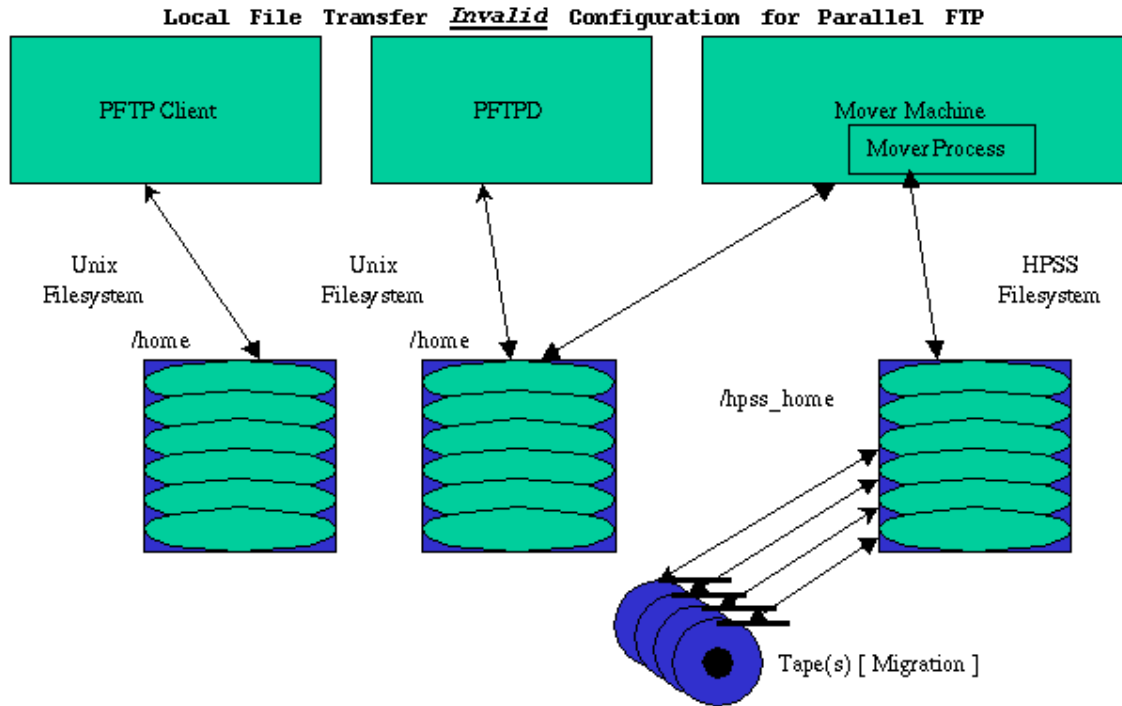 Local File Transfer Invalid Configuration for Parallel FTP
PFTP Client
PFTPD
Mover Machine
Mover Process
Unix
Filesystem
Unix
Filesystem
HPSS
Filesystem
/home
/home
/hpss_home
Tape(s) [ Migration ]